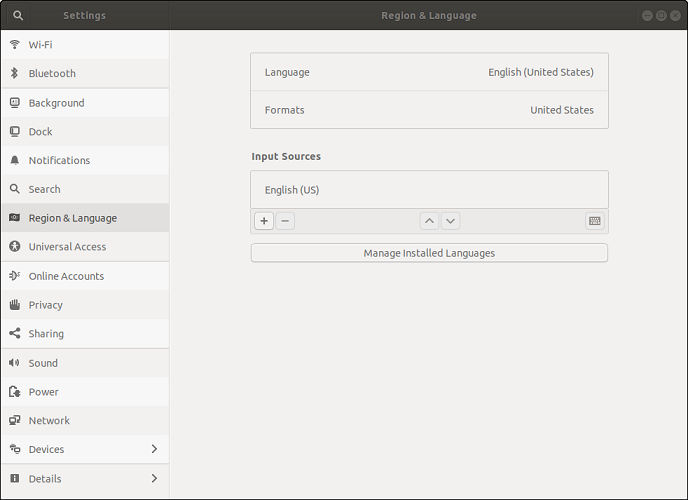 Settings
Region & Language
Wi-Fi
Bluetooth
Background
Dock
Notifications
Search
Region & Language
Universal Access
Online Accounts
Privacy
Sharing
Sound
Power
Network
Devices
Details
Language English (United States)
Formats United States
Input Sources
English (US)
Manage Installed Languages